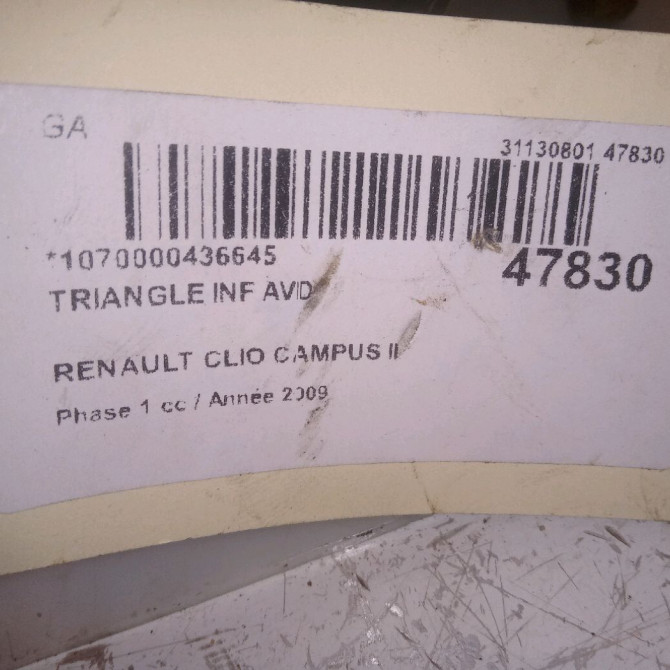 GA
31130801 47830
*1070000436645
47830
TRIANGLE INF AVD
RENAULT CLIO CAMPUS II
Phase 1 cc / Année 2009